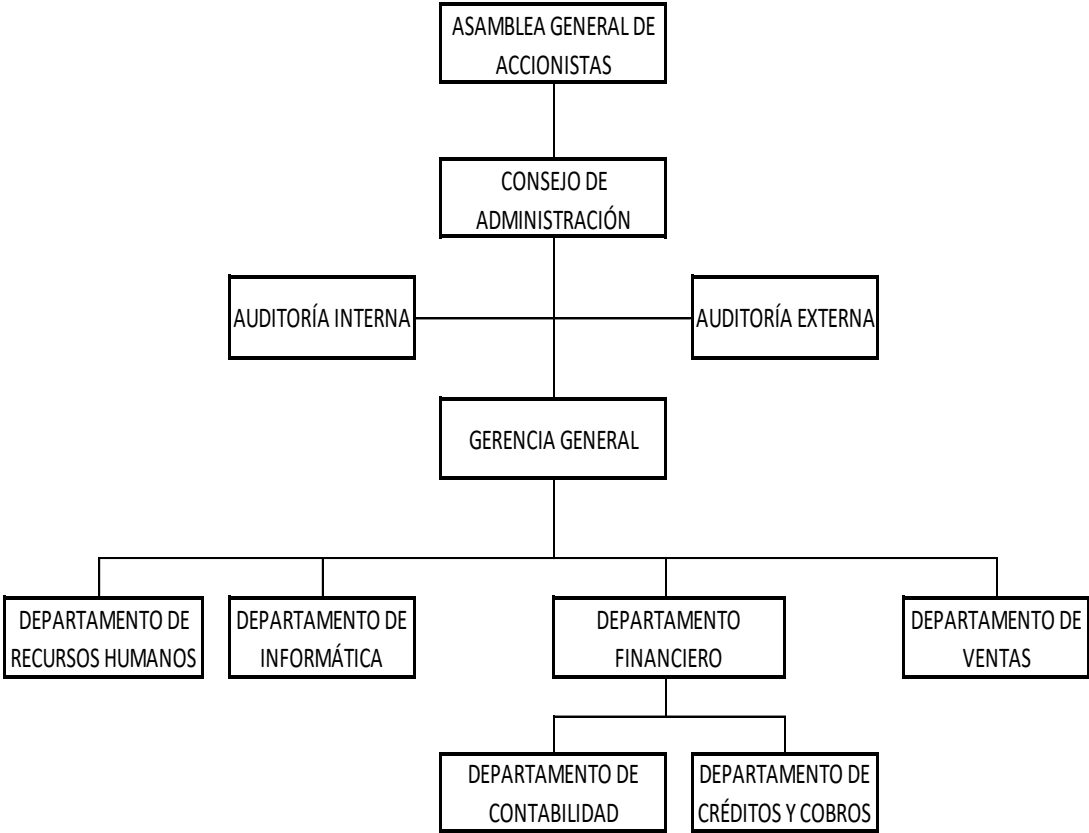 ASAMBLEA GENERAL DE
ACCIONISTAS
CONSEJO DE
ADMINISTRACIÓN
AUDITORÍA INTERNA
AUDITORÍA EXTERNA
GERENCIA GENERAL
DEPARTAMENTO DE
RECURSOS HUMANOS
DEPARTAMENTO DE
INFORMÁTICA
DEPARTAMENTO
FINANCIERO
DEPARTAMENTO DE
VENTAS
DEPARTAMENTO DE
CONTABILIDAD
DEPARTAMENTO DE
CRÉDITOS Y COBROS